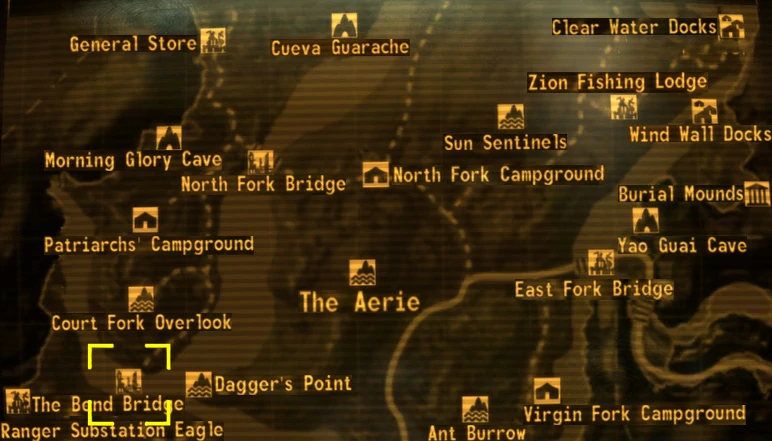 Clear Water Docks
General Store
Cueva Guarache
Zion Fishing Lodge
Wind Wall Docks
Sun Sentinels
Morning Glory Cave
North Fork Campground
North Fork Bridge
Burial Mounds
Patriarchs' Campground
Yao Guai Cave
East Fork Bridge
The Aerie
Court Fork Overlook
Dagger's Point
The Bend Bridge
Virgin Fork Campground
Ranger Substation Eagle
Ant Burrow